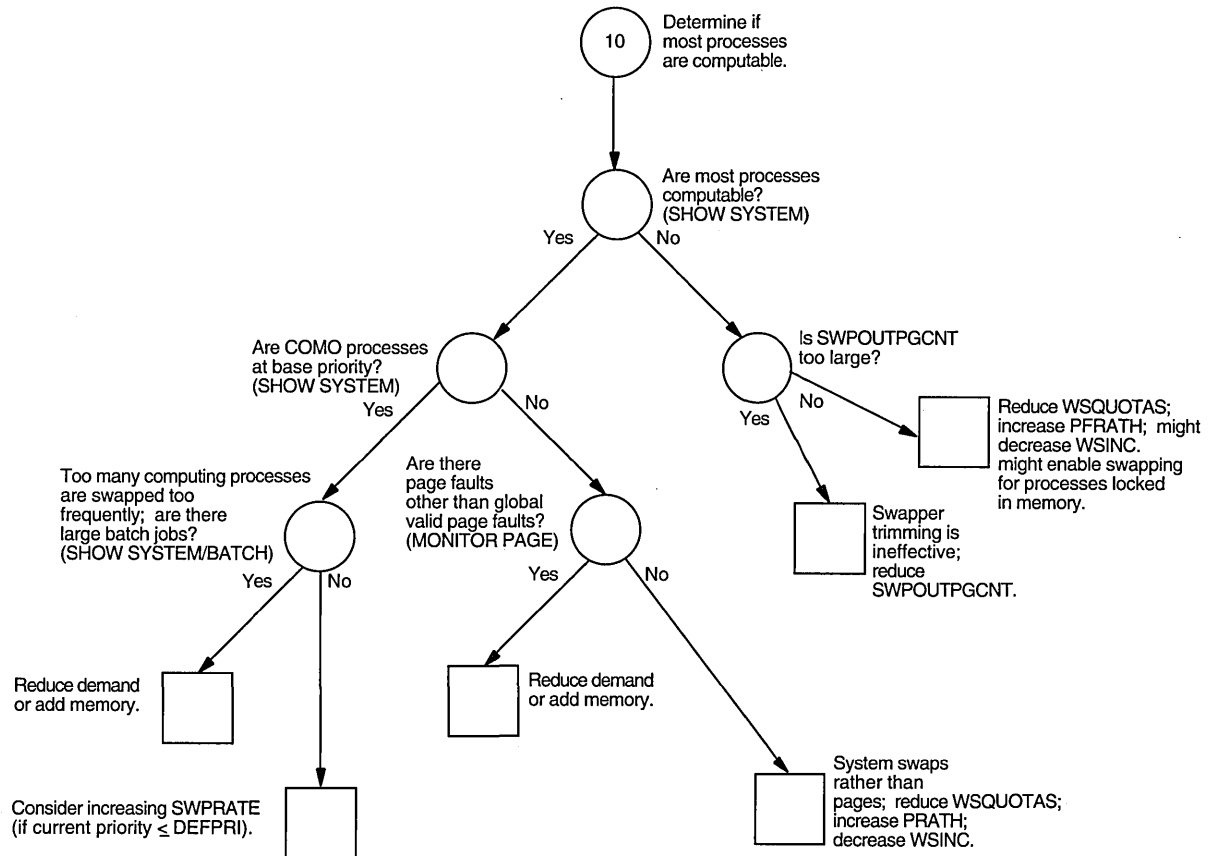 10
Determine if
most processes
are computable.
Are most processes
computable?
(SHOW SYSTEM)
Yes
No
Are COMO processes
at base priority?
(SHOW SYSTEM)
Yes
No
Is SWPOUTPGCNT
too large?
Yes
No
Reduce WSQUOTAS;
increase PFRATH; might
decrease WSINC.
might enable swapping
for processes locked
in memory.
Swapper
trimming is
ineffective;
reduce
SWPOUTPGCNT.
Too many computing processes
are swapped too
frequently; are there
large batch jobs?
(SHOW SYSTEM/BATCH)
Yes
No
Are there
page faults
other than global
valid page faults?
(MONITOR PAGE)
Yes
No
Reduce demand
or add memory.
Reduce demand
or add memory.
Consider increasing SWPRATE
(if current priority ≤ DEFPRI).
System swaps
rather than
pages; reduce WSQUOTAS;
increase PRATH;
decrease WSINC.